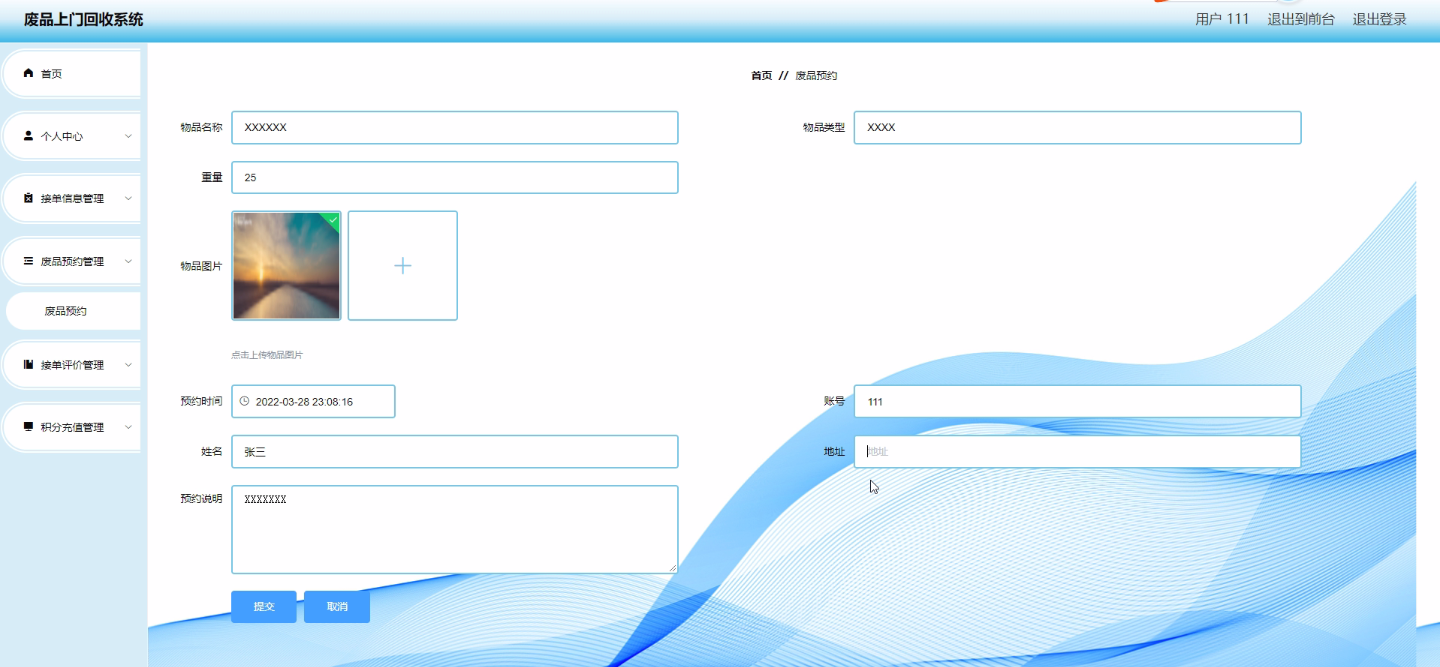 废品上门回收系统
用户 111 退出到前台 退出登录
首页
个人中心
接单信息管理
废品预约管理
废品预约
接单评价管理
积分充值管理
首页 // 废品预约
物品名称 XXXXXX
物品类型 XXXX
重量 25
物品图片
点击上传物品图片
预约时间 2022-03-28 23:08:16
账号 111
姓名 张三
地址 地址
预约说明 XXXXXXX
提交 取消